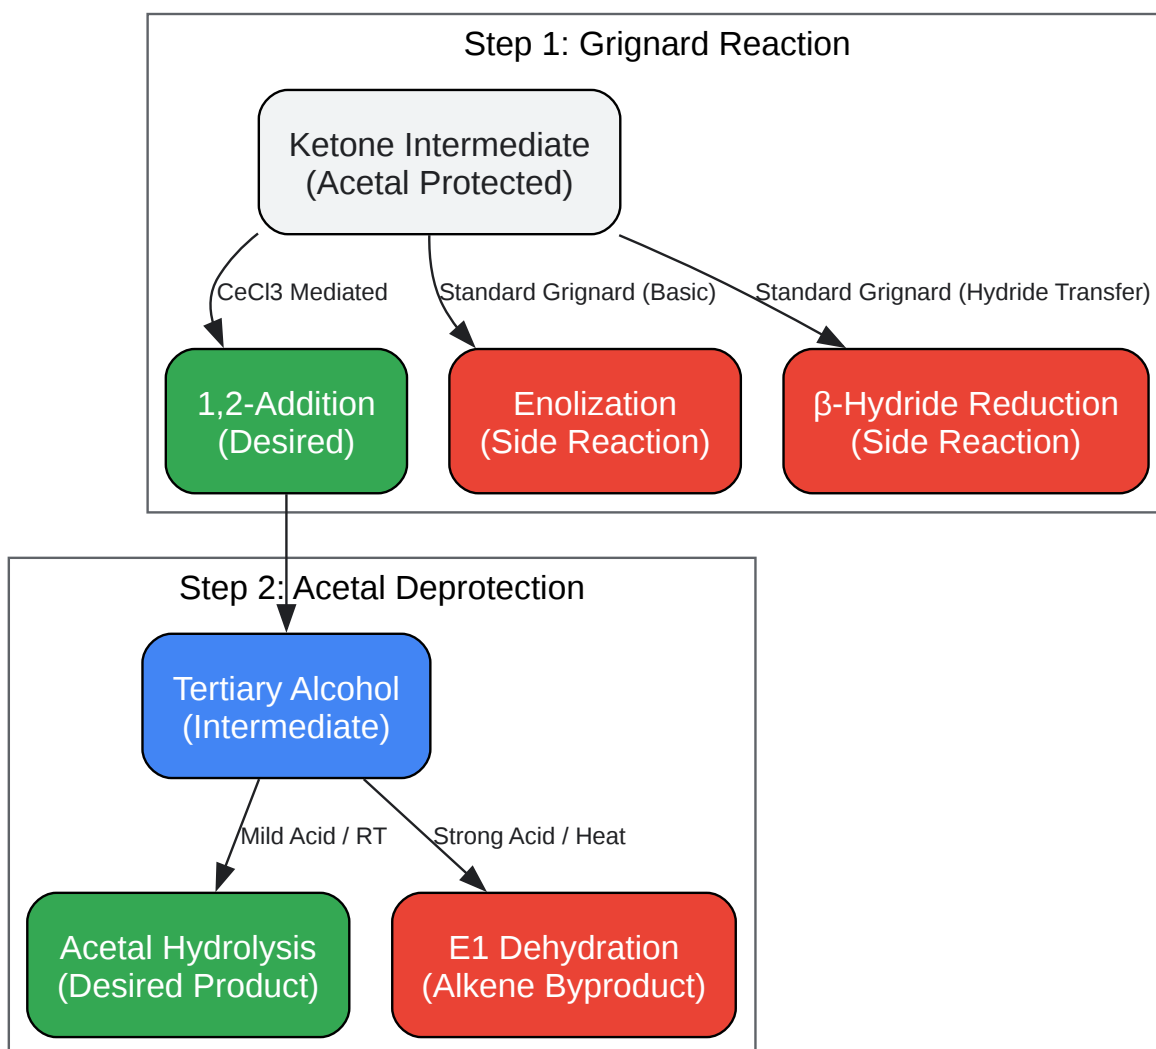 Step 1: Grignard Reaction
Ketone Intermediate
(Acetal Protected)
CeCl3 Mediated
Standard Grignard (Basic)
Standard Grignard (Hydride Transfer)
1,2-Addition
(Desired)
Enolization
(Side Reaction)
β-Hydride Reduction
(Side Reaction)
Step 2: Acetal Deprotection
Tertiary Alcohol
(Intermediate)
Mild Acid / RT
Strong Acid / Heat
Acetal Hydrolysis
(Desired Product)
E1 Dehydration
(Alkene Byproduct)